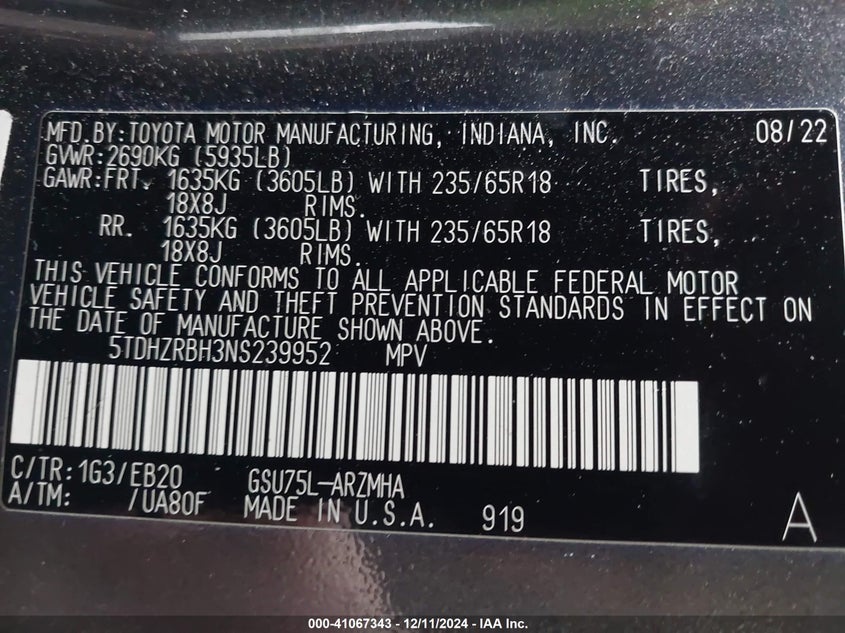 MFD.BY:TOYOTA MOTOR MANUFACTURING, INDIANA, INC. 08/22
GVWR:2690KG (5935LB)
GAWR:FRT. 1635KG (3605LB) WITH 235/65R18 TIRES,
18X8J RIMS.
RR. 1635KG (3605LB) WITH 235/65R18 TIRES,
18X8J RIMS.
THIS VEHICLE CONFORMS TO ALL APPLICABLE FEDERAL MOTOR
VEHICLE SAFETY AND THEFT PREVENTION STANDARDS IN EFFECT ON
THE DATE OF MANUFACTURE SHOWN ABOVE.
5TDHZRBH3NS239952 MPV
C/TR:1G3/EB20 GSU75L-ARZMHA
A/TM: /UA80F MADE IN U.S.A. 919 A
000-41067343 - 12/11/2024 - IAA Inc.